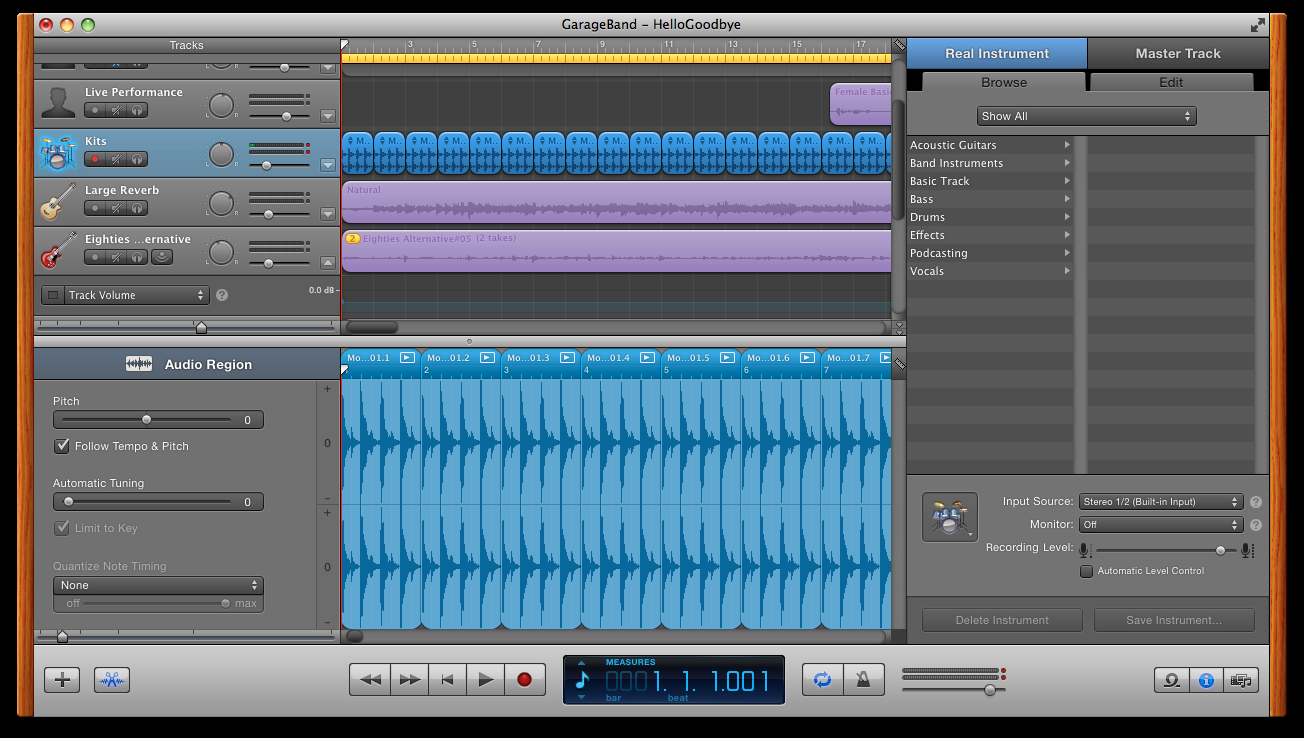 GarageBand – HelloGoodbye
Tracks
3 5 7 9 11 13 15 17
Real Instrument
Master Track
Browse
Edit
Show All
Live Performance
L R
Female Basi
Kits
L R
M.. M.. M.. M.. M.. M.. M.. M.. M.. M.. M.. M.. M.. M.. M.. M.. M..
Large Reverb
L R
Natural
Eighties ...ernative
L R
2 Eighties Alternative#05 (2 takes)
Track Volume
?
0.0 dB
Acoustic Guitars
Band Instruments
Basic Track
Bass
Drums
Effects
Podcasting
Vocals
Audio Region
Mo...01.1 Mo...01.2 Mo...01.3 Mo...01.4 Mo...01.5 Mo...01.6 Mo...01.7
2 3 4 5 6 7
Pitch
0
Follow Tempo & Pitch
Automatic Tuning
0
Limit to Key
Quantize Note Timing
None
off max
+
0
–
+
0
–
Input Source: Stereo 1/2 (Built-in Input) ?
Monitor: Off ?
Recording Level:
Automatic Level Control
Delete Instrument
Save Instrument...
MEASURES
0001. 1. 1.001
bar beat